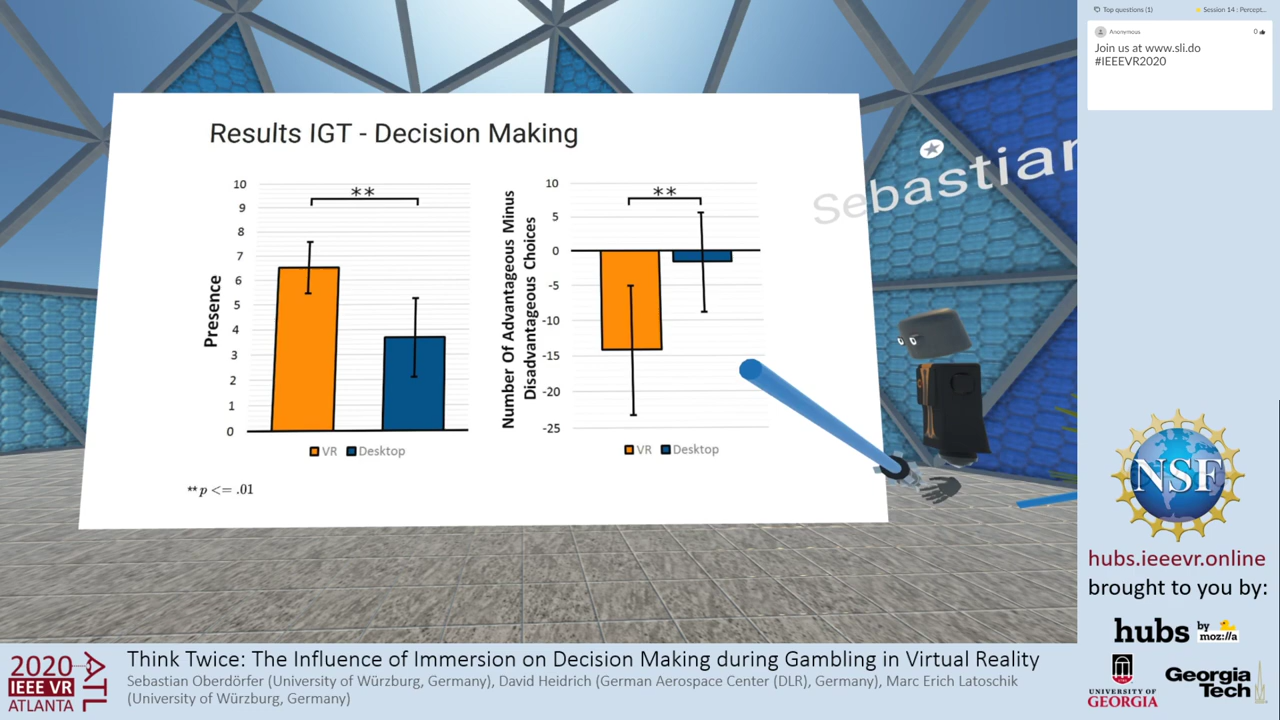 Top questions (1)
Session 14 : Percept...
Anonymous
0
Join us at www.sli.do
#IEEEVR2020
Results IGT - Decision Making
Sebastian
Presence
10
9
8
7
6
5
4
3
2
1
0
**
VR
Desktop
Number Of Advantageous Minus
Disadvantageous Choices
10
5
0
-5
-10
-15
-20
-25
**
VR
Desktop
** p <= .01
NSF
hubs.ieeevr.online
brought to you by:
hubs by
moz://a
UNIVERSITY OF
GEORGIA
Georgia
Tech
2020
IEEE VR
ATLANTA
ATL
Think Twice: The Influence of Immersion on Decision Making during Gambling in Virtual Reality
Sebastian Oberdörfer (University of Würzburg, Germany), David Heidrich (German Aerospace Center (DLR), Germany), Marc Erich Latoschik
(University of Würzburg, Germany)